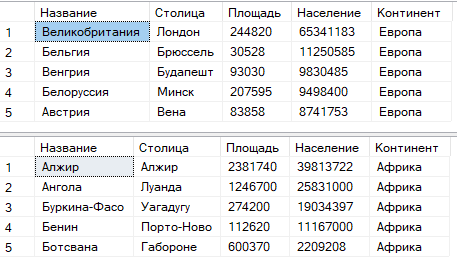 Название Столица Площадь Население Континент
1 Великобритания Лондон 244820 65341183 Европа
2 Бельгия Брюссель 30528 11250585 Европа
3 Венгрия Будапешт 93030 9830485 Европа
4 Белоруссия Минск 207595 9498400 Европа
5 Австрия Вена 83858 8741753 Европа
Название Столица Площадь Население Континент
1 Алжир Алжир 2381740 39813722 Африка
2 Ангола Луанда 1246700 25831000 Африка
3 Буркина-Фасо Уагадугу 274200 19034397 Африка
4 Бенин Порто-Ново 112620 11167000 Африка
5 Ботсвана Габороне 600370 2209208 Африка